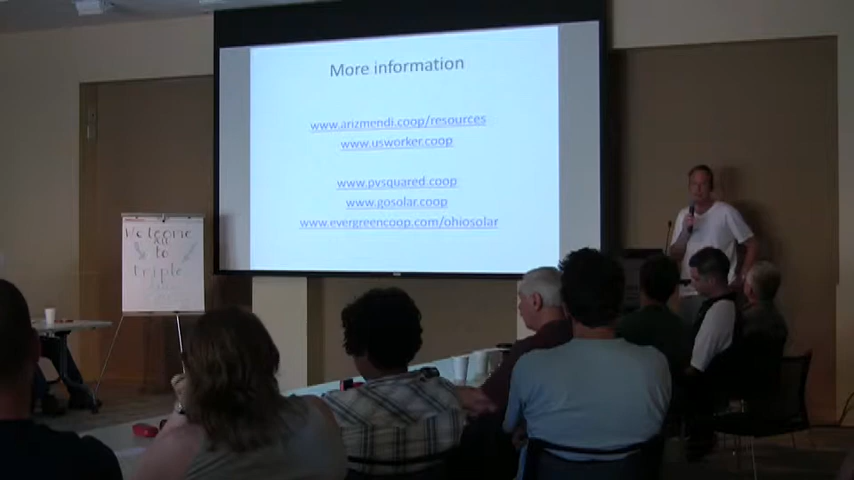 More information
www.arizmendi.coop/resources
www.usworker.coop
www.pvsquared.coop
www.gosolar.coop
www.evergreencoop.com/ohiosolar
Welcome
All
to
triple